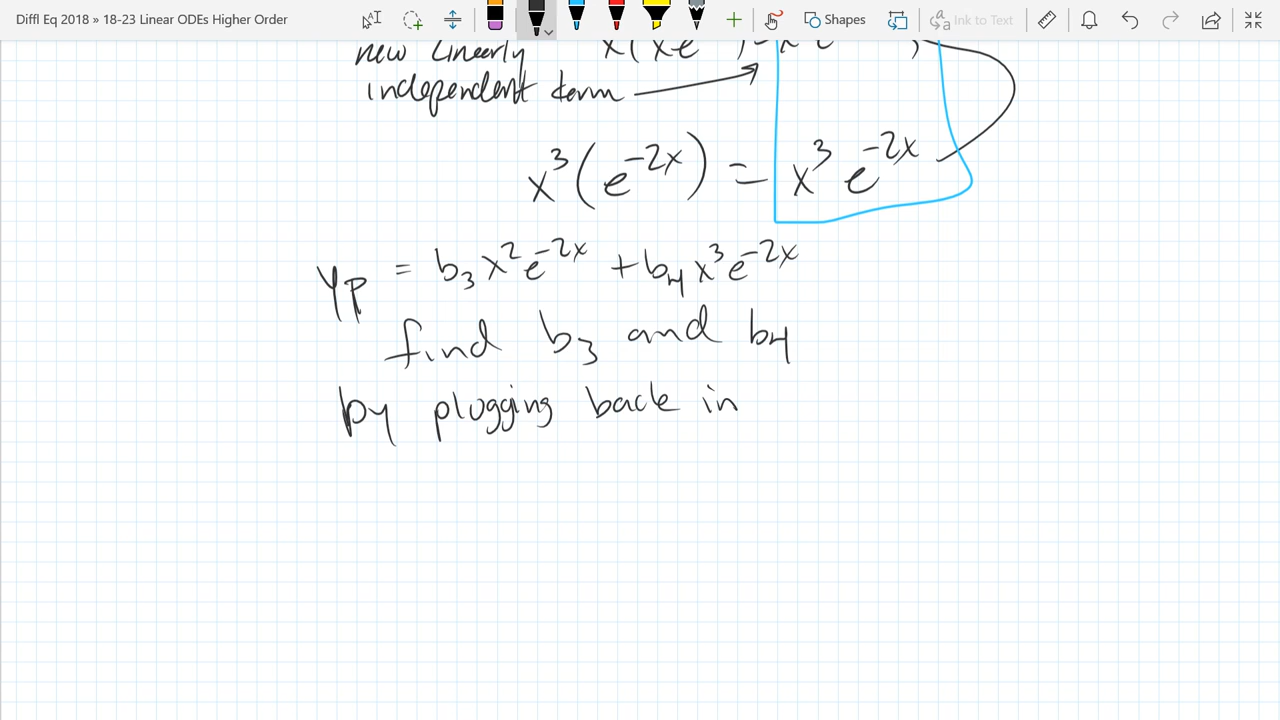 Diffl Eq 2018 » 18-23 Linear ODEs Higher Order
Shapes
Ink to Text
new linearly
independent term
x³(e⁻²ˣ) = x³ e⁻²ˣ
yₚ = b₃x²e⁻²ˣ + b₄x³e⁻²ˣ
find b₃ and b₄
by plugging back in